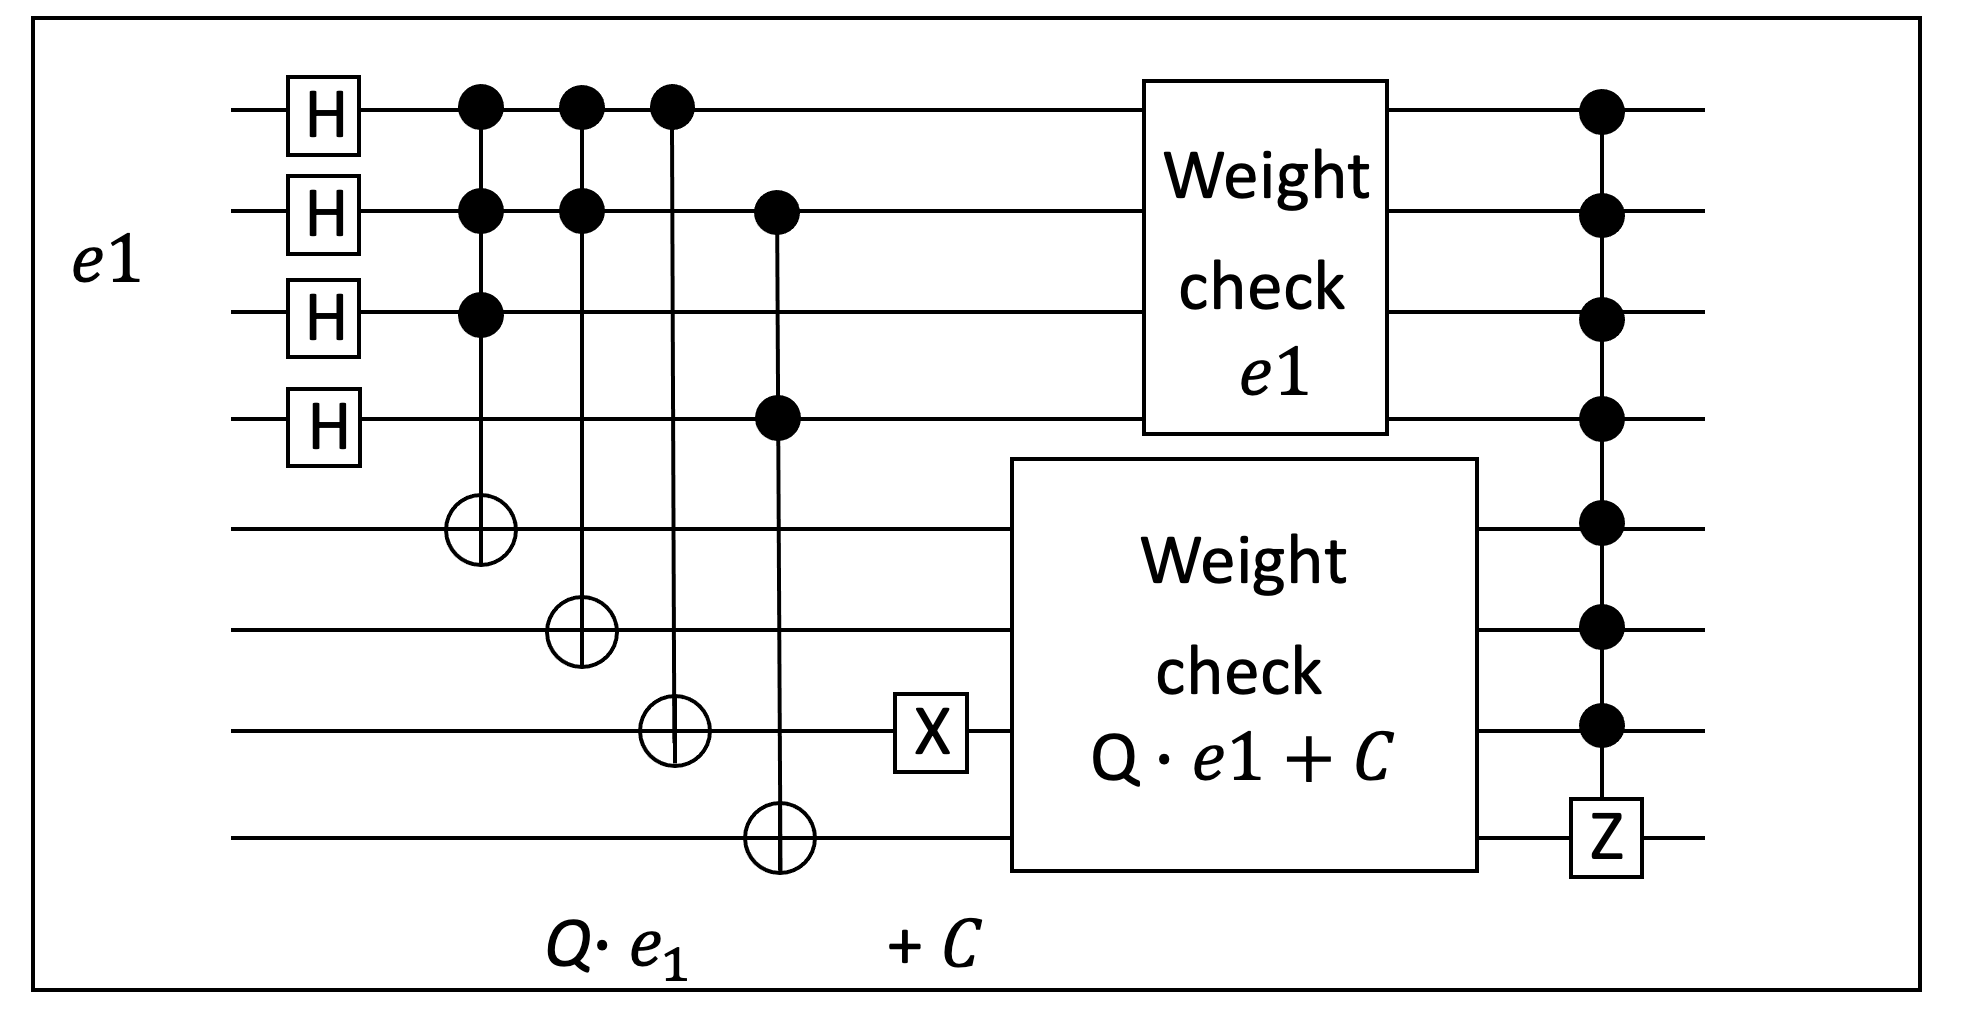 H
H
e1
H
H
Weight
check
e1
Weight
check
Q · e1 + C
X
Z
Q· e₁ + C